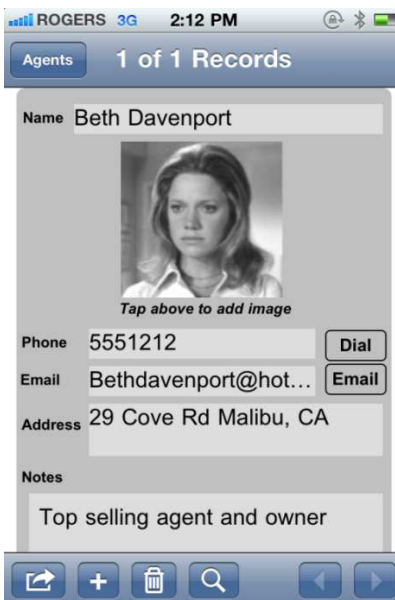 ROGERS 3G 2:12 PM
Agents 1 of 1 Records
Name Beth Davenport
Tap above to add image
Phone 5551212 Dial
Email Bethdavenport@hot... Email
Address 29 Cove Rd Malibu, CA
Notes
Top selling agent and owner